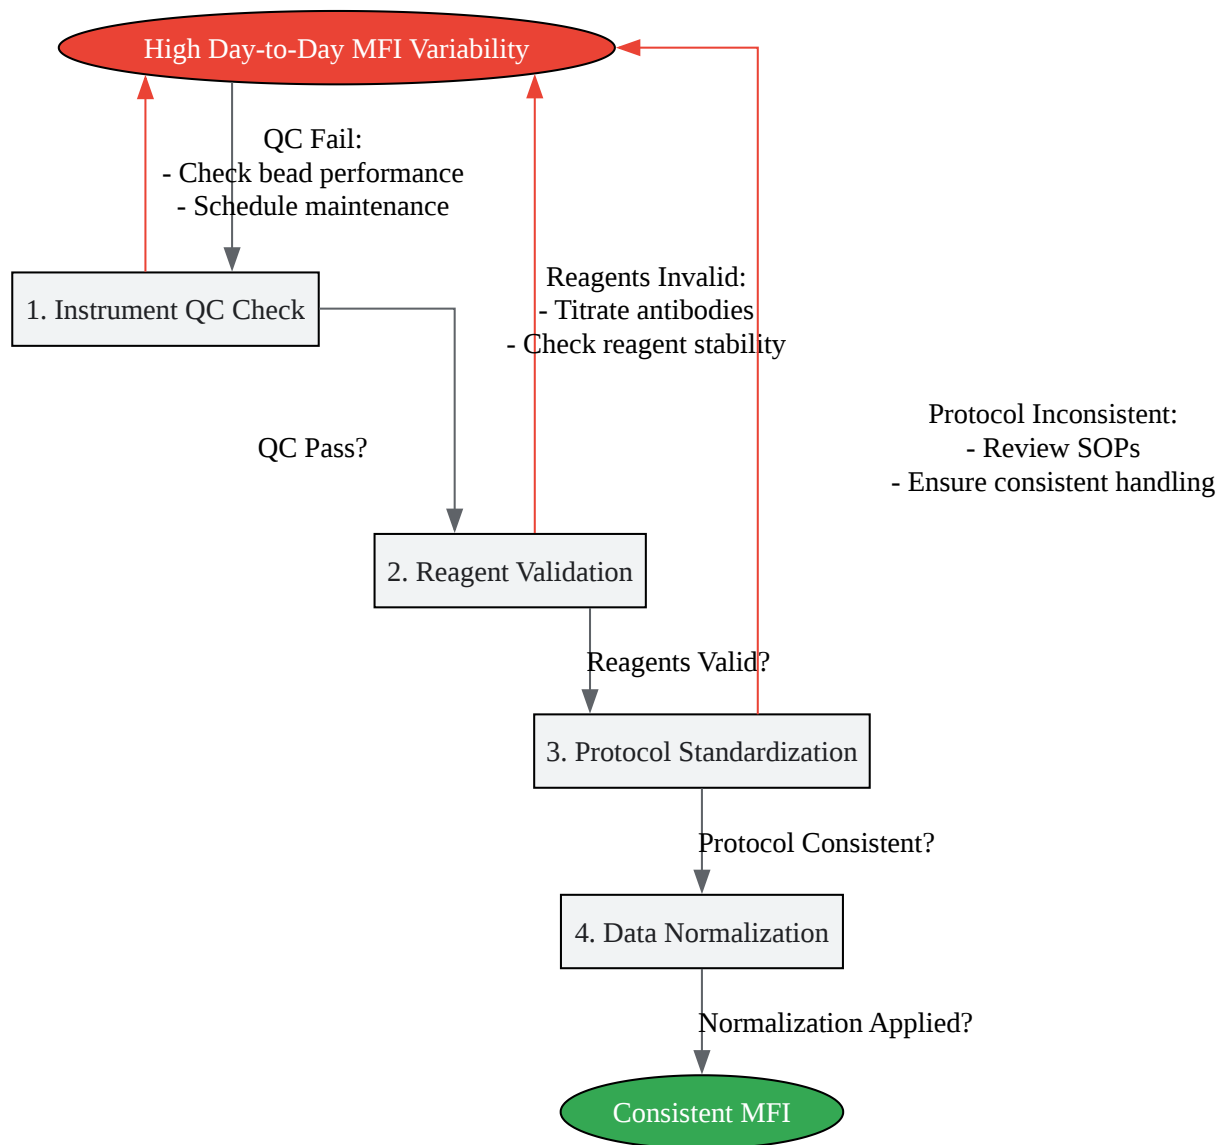 High Day-to-Day MFI Variability
QC Fail:
- Check bead performance
- Schedule maintenance
1. Instrument QC Check
Reagents Invalid:
- Titrate antibodies
- Check reagent stability
Protocol Inconsistent:
- Review SOPs
- Ensure consistent handling
QC Pass?
2. Reagent Validation
Reagents Valid?
3. Protocol Standardization
Protocol Consistent?
4. Data Normalization
Normalization Applied?
Consistent MFI